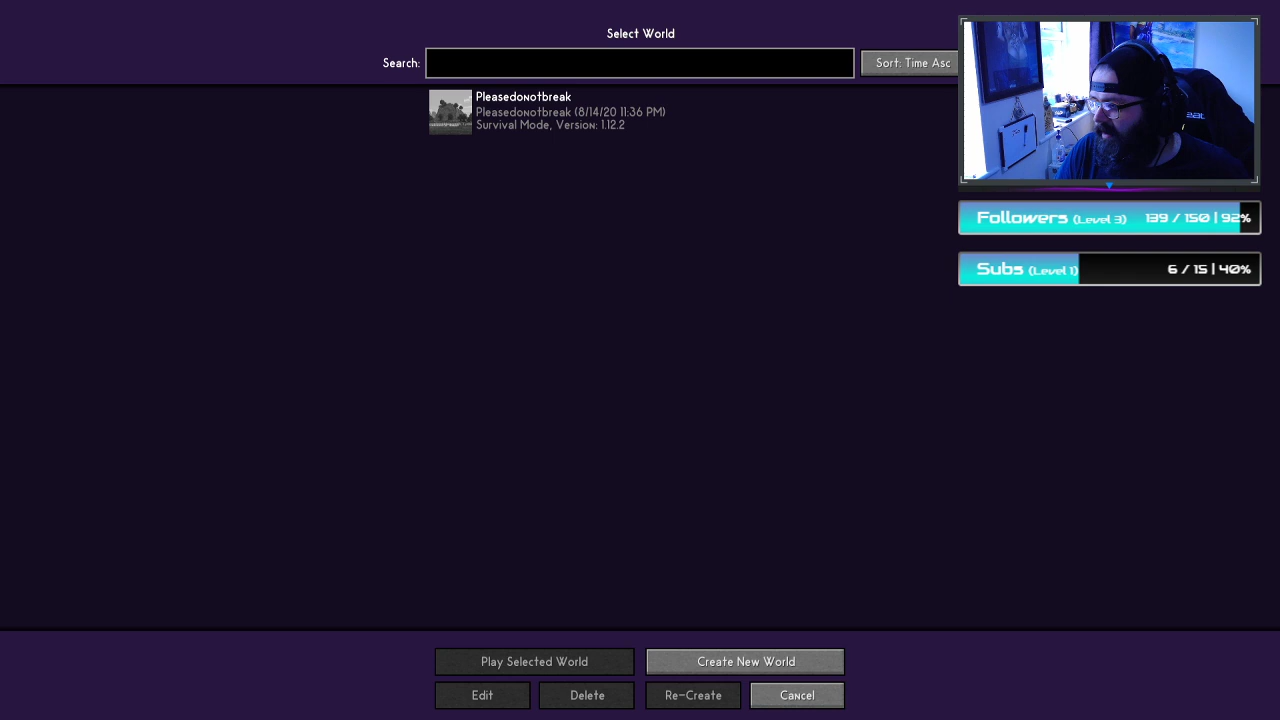 Select World
Search:
Sort: Time Asc
Pleasedonotbreak
Pleasedonotbreak (8/14/20 11:36 PM)
Survival Mode, Version: 1.12.2
Followers (Level 3) 139 / 150 | 92%
Subs (Level 1) 6 / 15 | 40%
Play Selected World
Create New World
Edit
Delete
Re-Create
Cancel